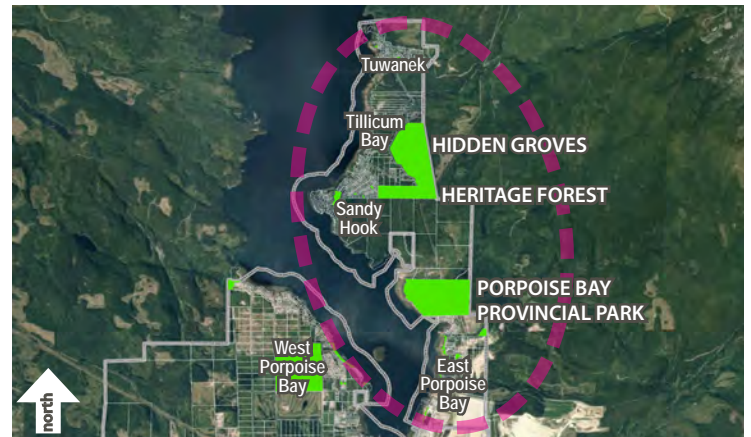 Tuwanek
Tillicum
Bay
HIDDEN GROVES
HERITAGE FOREST
Sandy
Hook
PORPOISE BAY
PROVINCIAL PARK
West
Porpoise
Bay
East
Porpoise
Bay
north